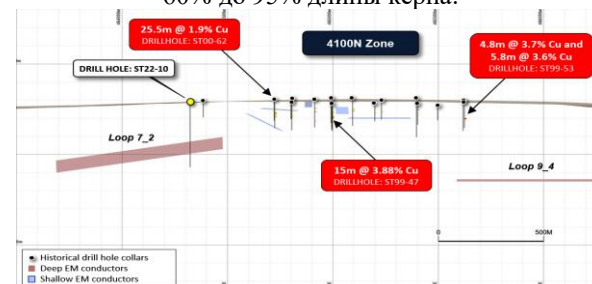 60% до 95% длины керна.
25.5m @ 1.9% Cu
DRILLHOLE: ST00-62
4100N Zone
4.8m @ 3.7% Cu and
5.8m @ 3.6% Cu
DRILLHOLE: ST99-53
DRILL HOLE: ST22-10
Loop 7_2
15m @ 3.88% Cu
DRILLHOLE: ST99-47
Loop 9_4
0
500M
Historical drill hole collars
Deep EM conductors
Shallow EM conductors